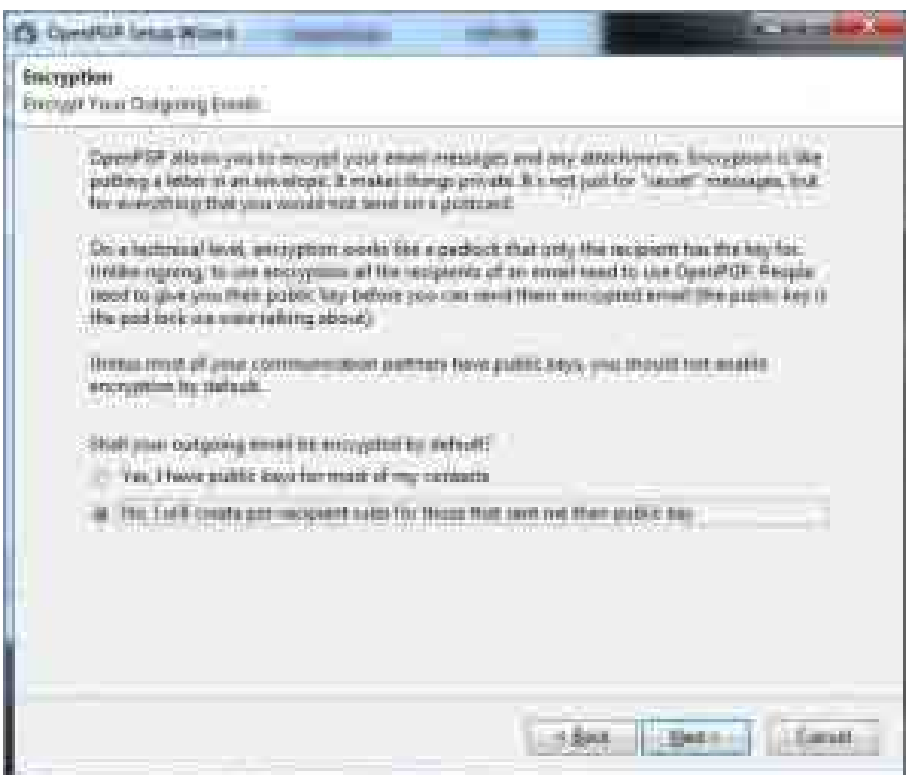 OpenPGP Setup Wizard
Encryption
Encrypt Your Outgoing Emails
OpenPGP allows you to encrypt your email messages and any attachments. Encryption is like
putting a letter in an envelope. It makes things private. It's not just for "secret" messages, but
for everything that you would not send on a postcard.
On a technical level, encryption works like a padlock that only the recipient has the key for.
Unlike signing, to use encryption all the recipients of an email need to use OpenPGP. People
need to give you their public key before you can send them encrypted email (the public key is
the pad lock we were talking about)
Unless most of your communication partners have public keys, you should not enable
encryption by default.
Shall your outgoing email be encrypted by default?
Yes, I have public keys for most of my contacts
No, I will create per-recipient rules for those that sent me their public key
< Back
Next >
Cancel